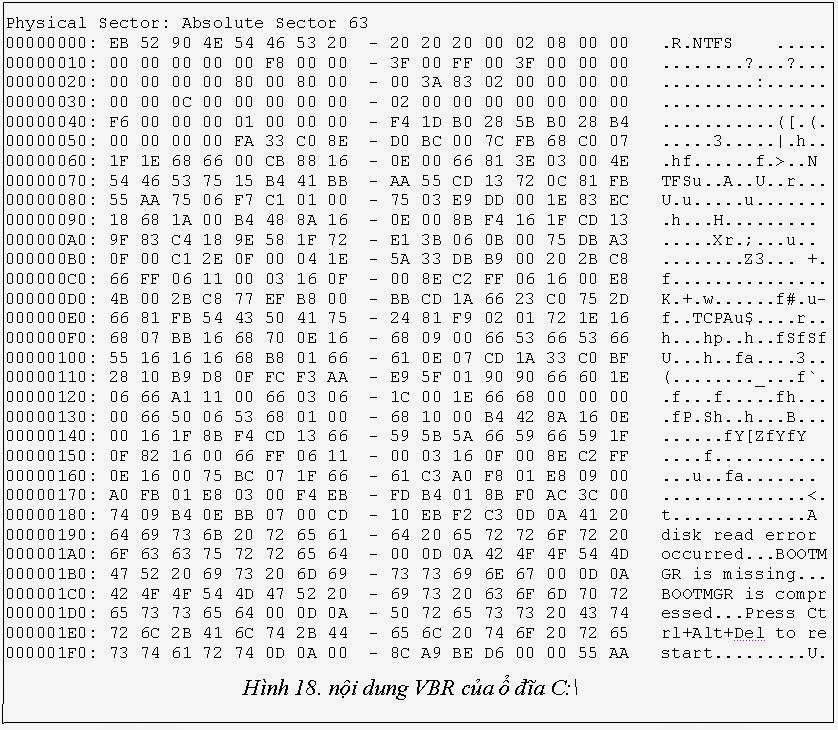 Physical Sector: Absolute Sector 63
00000000: EB 52 90 4E 54 46 53 20 - 20 20 20 00 02 08 00 00 .R.NTFS .....
00000010: 00 00 00 00 00 F8 00 00 - 3F 00 FF 00 3F 00 00 00 ........?...?...
00000020: 00 00 00 00 80 00 80 00 - 00 3A 83 02 00 00 00 00 .........:......
00000030: 00 00 0C 00 00 00 00 00 - 02 00 00 00 00 00 00 00 ................
00000040: F6 00 00 00 01 00 00 00 - F4 1D B0 28 5B B0 28 B4 ...........([.(.
00000050: 00 00 00 00 FA 33 C0 8E - D0 BC 00 7C FB 68 C0 07 .....3.....|.h..
00000060: 1F 1E 68 66 00 CB 88 16 - 0E 00 66 81 3E 03 00 4E .hf......f.>..N
00000070: 54 46 53 75 15 B4 41 BB - AA 55 CD 13 72 0C 81 FB TFSu..A..U..r...
00000080: 55 AA 75 06 F7 C1 01 00 - 75 03 E9 DD 00 1E 83 EC U.u.....u.......
00000090: 18 68 1A 00 B4 48 8A 16 - 0E 00 8B F4 16 1F CD 13 .h...H..........
000000A0: 9F 83 C4 18 9E 58 1F 72 - E1 3B 06 0B 00 75 DB A3 .....Xr.;...u..
000000B0: 0F 00 C1 2E 0F 00 04 1E - 5A 33 DB B9 00 20 2B C8 ........Z3... +.
000000C0: 66 FF 06 11 00 03 16 0F - 00 8E C2 FF 06 16 00 E8 f...............
000000D0: 4B 00 2B C8 77 EF B8 00 - BB CD 1A 66 23 C0 75 2D K.+.w......f#.u-
000000E0: 66 81 FB 54 43 50 41 75 - 24 81 F9 02 01 72 1E 16 f..TCPAu$....r..
000000F0: 68 07 BB 16 68 70 0E 16 - 68 09 00 66 53 66 53 66 h...hp..h..fSfSf
00000100: 55 16 16 16 68 B8 01 66 - 61 0E 07 CD 1A 33 C0 BF U...h..fa....3..
00000110: 28 10 B9 D8 0F FC F3 AA - E9 5F 01 90 90 66 60 1E (........_...f`.
00000120: 06 66 A1 11 00 66 03 06 - 1C 00 1E 66 68 00 00 00 .f...f.....fh...
00000130: 00 66 50 06 53 68 01 00 - 68 10 00 B4 42 8A 16 0E .fP.Sh..h...B...
00000140: 00 16 1F 8B F4 CD 13 66 - 59 5B 5A 66 59 66 59 1F ......fY[ZfYfY
00000150: 0F 82 16 00 66 FF 06 11 - 00 03 16 0F 00 8E C2 FF ....f...........
00000160: 0E 16 00 75 BC 07 1F 66 - 61 C3 A0 F8 01 E8 09 00 ...u..fa........
00000170: A0 FB 01 E8 03 00 F4 EB - FD B4 01 8B F0 AC 3C 00 ..............<.
00000180: 74 09 B4 0E BB 07 00 CD - 10 EB F2 C3 0D 0A 41 20 t.............A
00000190: 64 69 73 6B 20 72 65 61 - 64 20 65 72 72 6F 72 20 disk read error
000001A0: 6F 63 63 75 72 72 65 64 - 00 0D 0A 42 4F 4F 54 4D occurred...BOOTM
000001B0: 47 52 20 69 73 20 6D 69 - 73 73 69 6E 67 00 0D 0A GR is missing...
000001C0: 42 4F 4F 54 4D 47 52 20 - 69 73 20 63 6F 6D 70 72 BOOTMGR is compr
000001D0: 65 73 73 65 64 00 0D 0A - 50 72 65 73 73 20 43 74 essed...Press Ct
000001E0: 72 6C 2B 41 6C 74 2B 44 - 65 6C 20 74 6F 20 72 65 rl+Alt+Del to re
000001F0: 73 74 61 72 74 0D 0A 00 - 8C A9 BE D6 00 00 55 AA start.........U.
Hình 18. nội dung VBR của ổ đĩa C:\